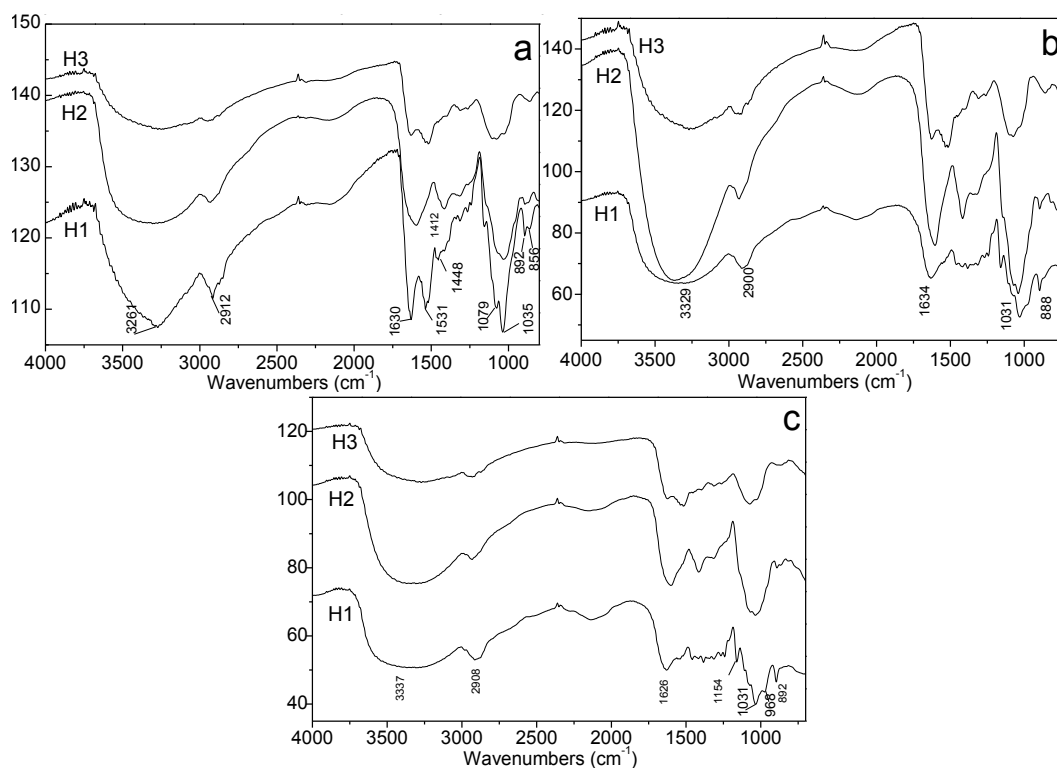 a
150
140
130
120
110
H3
H2
H1
3261
2912
1630
1531
1412
1448
1079
1035
892
856
4000 3500 3000 2500 2000 1500 1000
Wavenumbers (cm-1)
b
140
120
100
80
60
H3
H2
H1
3329
2900
1634
1031
888
4000 3500 3000 2500 2000 1500 1000
Wavenumbers (cm-1)
c
120
100
80
60
40
H3
H2
H1
3337
2908
1626
1154
1031
968
892
4000 3500 3000 2500 2000 1500 1000
Wavenumbers (cm-1)